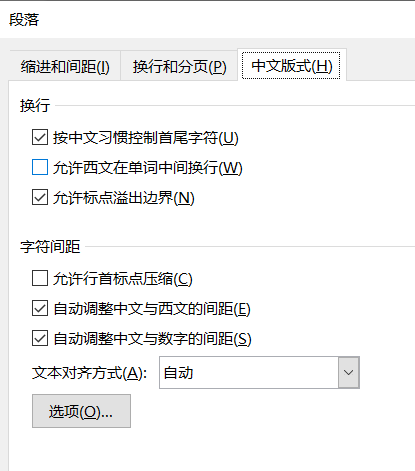 段落
缩进和间距(I) 换行和分页(P) 中文版式(H)
换行
按中文习惯控制首尾字符(U)
允许西文在单词中间换行(W)
允许标点溢出边界(N)
字符间距
允许行首标点压缩(C)
自动调整中文与西文的间距(E)
自动调整中文与数字的间距(S)
文本对齐方式(A): 自动
选项(O)...